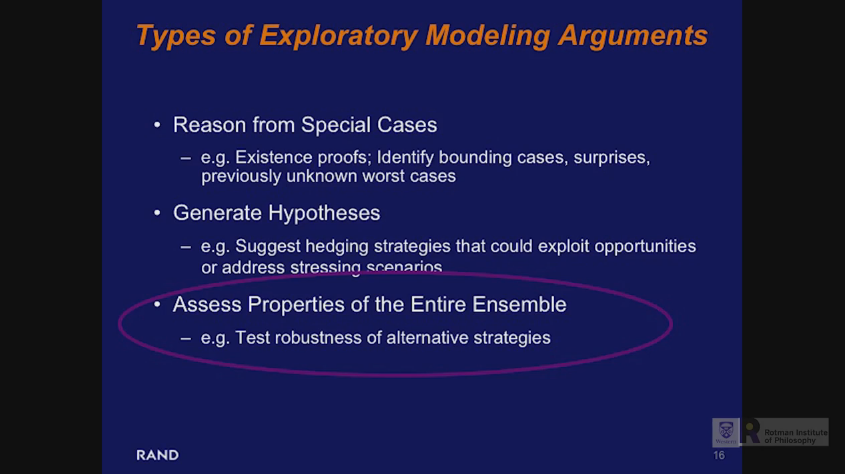 Types of Exploratory Modeling Arguments
• Reason from Special Cases
– e.g. Existence proofs; Identify bounding cases, surprises,
previously unknown worst cases
• Generate Hypotheses
– e.g. Suggest hedging strategies that could exploit opportunities
or address stressing scenarios
• Assess Properties of the Entire Ensemble
– e.g. Test robustness of alternative strategies
RAND
Rotman Institute
of Philosophy
16